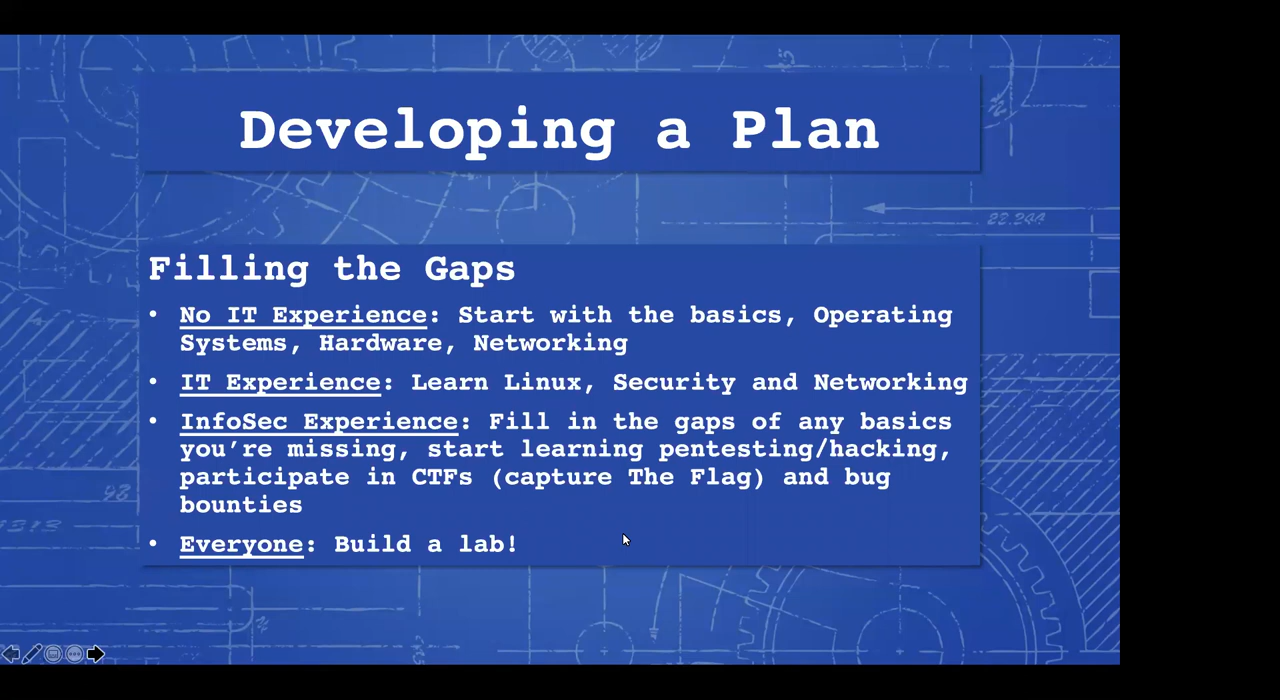 Developing a Plan
22.244
Filling the Gaps
• No IT Experience: Start with the basics, Operating
Systems, Hardware, Networking
• IT Experience: Learn Linux, Security and Networking
• InfoSec Experience: Fill in the gaps of any basics
you're missing, start learning pentesting/hacking,
participate in CTFs (capture The Flag) and bug
bounties
• Everyone: Build a lab!